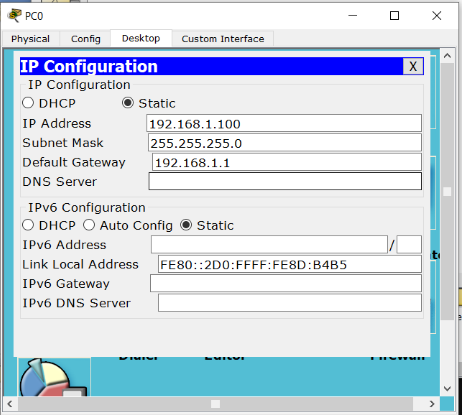 PC0
Physical Config Desktop Custom Interface
IP Configuration X
IP Configuration
DHCP Static
IP Address 192.168.1.100
Subnet Mask 255.255.255.0
Default Gateway 192.168.1.1
DNS Server
IPv6 Configuration
DHCP Auto Config Static
IPv6 Address /
Link Local Address FE80::2D0:FFFF:FE8D:B4B5
IPv6 Gateway
IPv6 DNS Server
Dialer Editor Firewall